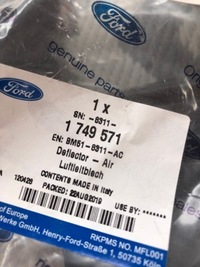 Ford
genuine parts
Ford
1 x
SN: -8311-
1 749 571
EN: BM51-8311-AC
Deflector - Air
Luftleitblech
120428 CONTENTS MADE IN Italy
PACKED: 22AUG2019 USE BY: *******
of Europe RKPMS NO. MFL001
Werke GmbH, Henry-Ford-Straße 1, 50735 Köln